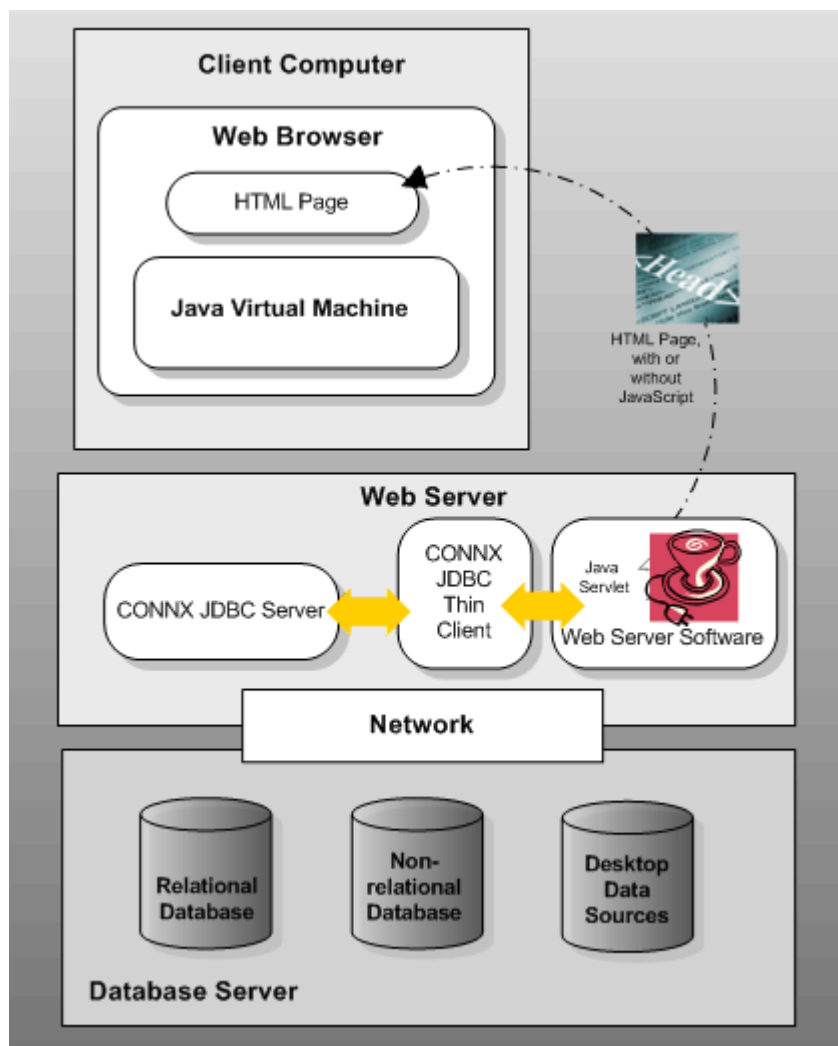 Client Computer
Web Browser
HTML Page
Java Virtual Machine
<Head>
HTML Page,
with or
without
JavaScript
Web Server
CONNX JDBC Server
CONNX
JDBC
Thin
Client
Java
Servlet
Web Server Software
Network
Relational
Database
Non-
relational
Database
Desktop
Data
Sources
Database Server